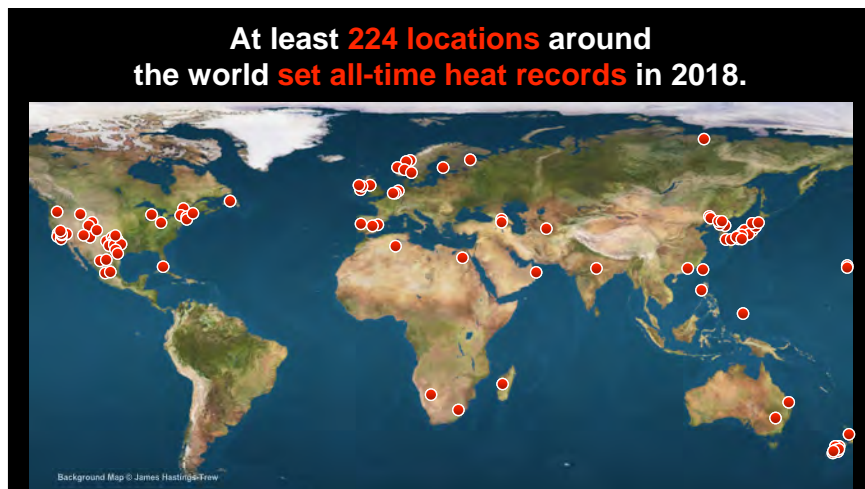 At least 224 locations around
the world set all-time heat records in 2018.
Background Map © James Hastings-Trew